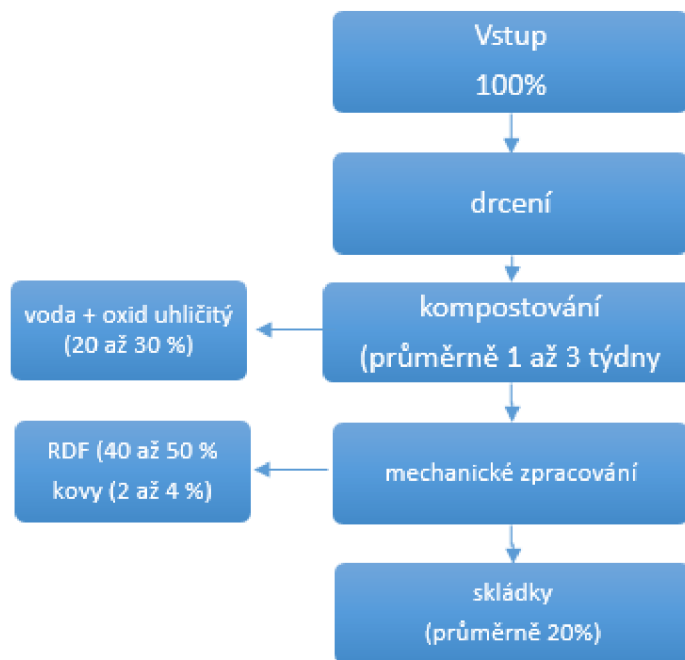 Vstup
100%
drcení
kompostování
(průměrně 1 až 3 týdny
voda + oxid uhličitý
(20 až 30 %)
mechanické zpracování
RDF (40 až 50 %
kovy (2 až 4 %)
skládky
(průměrně 20%)